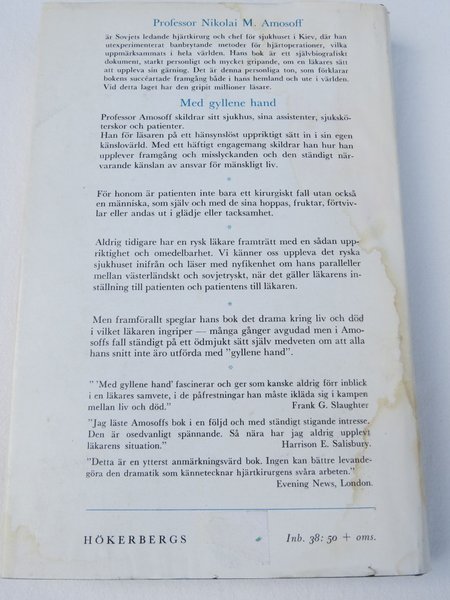 Professor Nikolai M. Amosoff
är Sovjets ledande hjärtkirurg och chef för sjukhuset i Kiev, där han
utexperimenterat banbrytande metoder för hjärtoperationer, vilka
uppmärksammats i hela världen. Hans bok är ett självbiografiskt
dokument, starkt personligt och mycket gripande, om en läkares sätt
att uppleva sin gärning. Det är denna personliga ton, som förklarar
bokens succéartade framgång både i hans hemland och ute i världen.
Vid detta laget har den gripit millioner läsare.
Med gyllene hand
Professor Amosoff skildrar sitt sjukhus, sina assistenter, sjukskö-
terskor och patienter.
Han för läsaren på ett hänsynslöst uppriktigt sätt in i sin egen
känslovärld. Med ett häftigt engagemang skildrar han hur han
upplever framgång och misslyckanden och den ständigt när-
varande känslan av ansvar för mänskligt liv.
*
För honom är patienten inte bara ett kirurgiskt fall utan också
en människa, som själv och med de sina hoppas, fruktar, förtviv-
lar eller andas ut i glädje eller tacksamhet.
*
Aldrig tidigare har en rysk läkare framträtt med en sådan upp-
riktighet och omedelbarhet. Vi känner oss uppleva det ryska
sjukhuset inifrån och läser med nyfikenhet om hans paralleller
mellan västerländskt och sovjetryskt, när det gäller läkarens in-
ställning till patienten och patientens till läkaren.
*
Men framförallt speglar hans bok det drama kring liv och död
i vilket läkaren ingriper — många gånger avgudad men i Amo-
soffs fall ständigt på ett ödmjukt sätt själv medveten om att alla
hans snitt inte äro utförda med "gyllene hand".
*
" 'Med gyllene hand' fascinerar och ger som kanske aldrig förr inblick
i en läkares samvete, i de påfrestningar han måste ikläda sig i kampen
mellan liv och död." Frank G. Slaughter
"Jag läste Amosoffs bok i en följd och med ständigt stigande intresse.
Den är osedvanligt spännande. Så nära har jag aldrig upplevt
läkarens situation." Harrison E. Salisbury.
"Detta är en ytterst anmärkningsvärd bok. Ingen kan bättre levande-
göra den dramatik som kännetecknar hjärtkirurgens svåra arbete."
Evening News, London.
HÖKERBERGS
Inb. 38: 50 + oms.